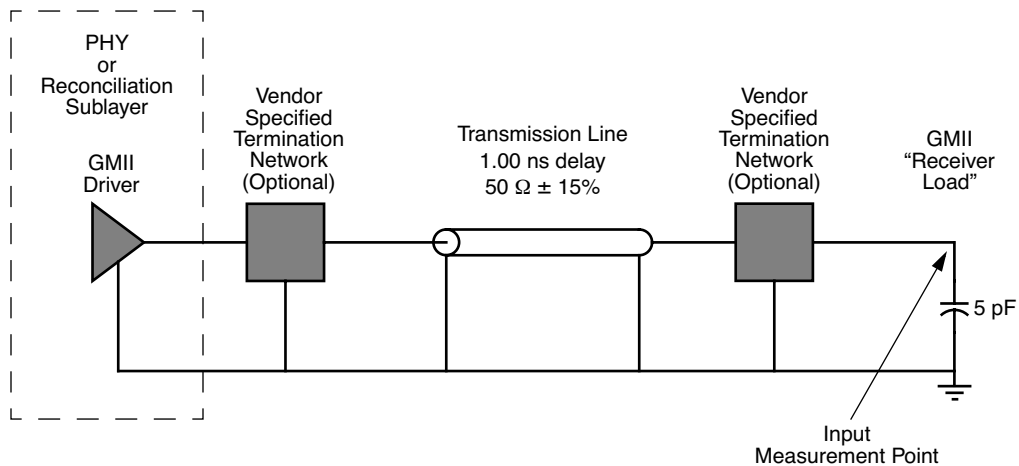 PHY
or
Reconciliation
Sublayer
GMII
Driver
Vendor
Specified
Termination
Network
(Optional)
Transmission Line
1.00 ns delay
50 Ω ± 15%
Vendor
Specified
Termination
Network
(Optional)
GMII
“Receiver
Load”
5 pF
Input
Measurement Point